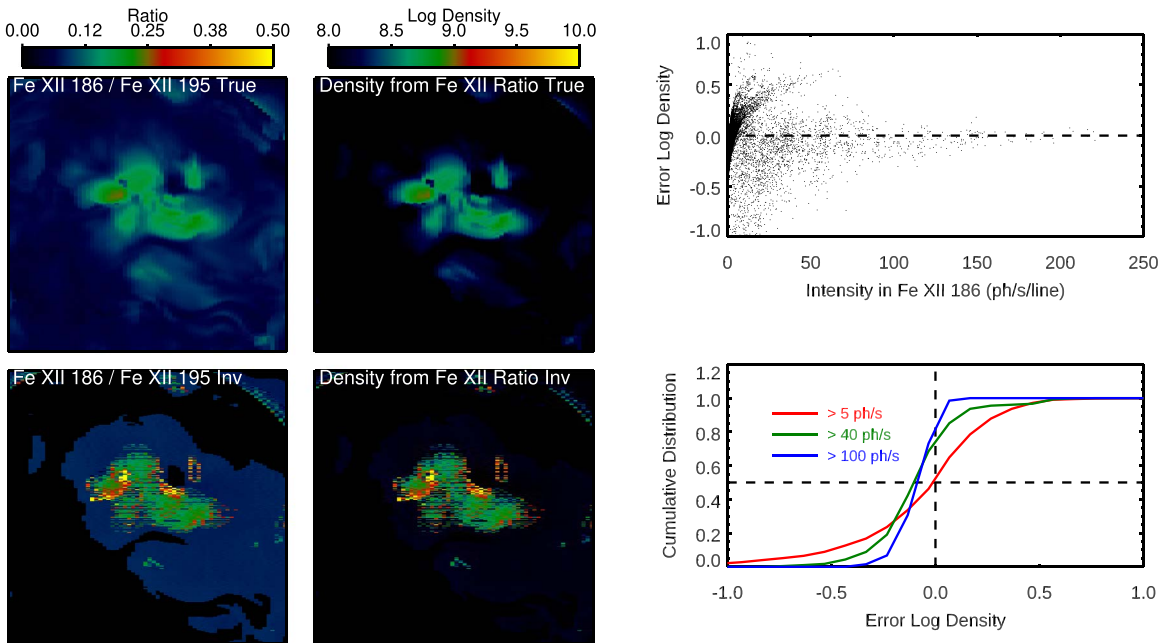 Ratio
0.00 0.12 0.25 0.38 0.50
Log Density
8.0 8.5 9.0 9.5 10.0
Fe XII 186 / Fe XII 195 True
Density from Fe XII Ratio True
Fe XII 186 / Fe XII 195 Inv
Density from Fe XII Ratio Inv
Error Log Density
1.0
0.5
0.0
-0.5
-1.0
0 50 100 150 200 250
Intensity in Fe XII 186 (ph/s/line)
Cumulative Distribution
1.2
1.0
0.8
0.6
0.4
0.2
0.0
> 5 ph/s
> 40 ph/s
> 100 ph/s
-1.0 -0.5 0.0 0.5 1.0
Error Log Density